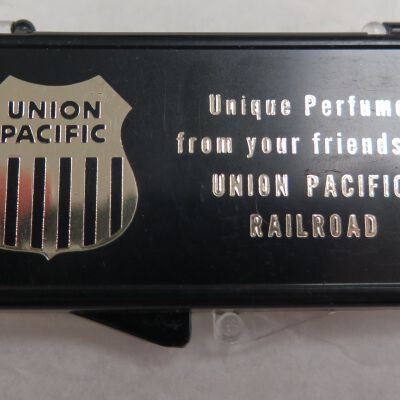 UNION
PACIFIC
Unique Perfume
from your friends
UNION PACIFIC
RAILROAD